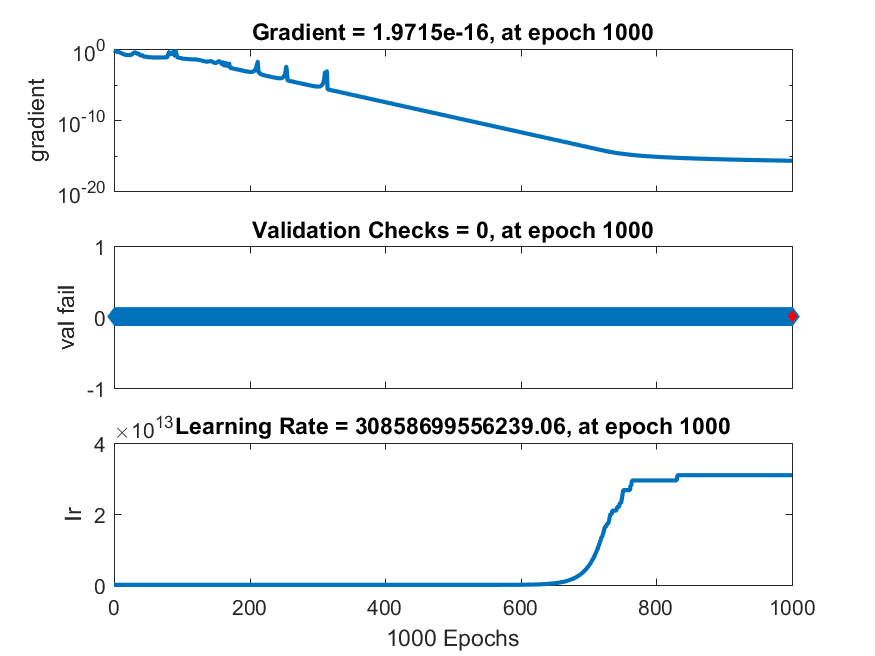 Gradient = 1.9715e-16, at epoch 1000
10^0
10^-10
10^-20
gradient
Validation Checks = 0, at epoch 1000
1
0
-1
val fail
×10^13
Learning Rate = 30858699556239.06, at epoch 1000
4
2
0
lr
0 200 400 600 800 1000
1000 Epochs